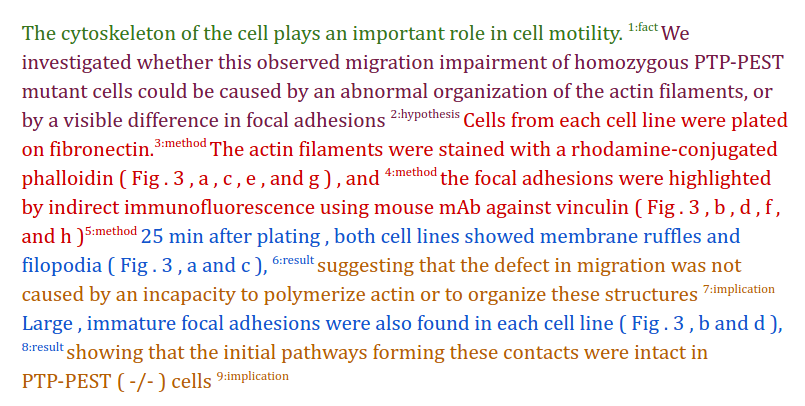 The cytoskeleton of the cell plays an important role in cell motility. 1:fact We
investigated whether this observed migration impairment of homozygous PTP-PEST
mutant cells could be caused by an abnormal organization of the actin filaments, or
by a visible difference in focal adhesions 2:hypothesis Cells from each cell line were plated
on fibronectin.3:method The actin filaments were stained with a rhodamine-conjugated
phalloidin ( Fig . 3 , a , c , e , and g ) , and 4:method the focal adhesions were highlighted
by indirect immunofluorescence using mouse mAb against vinculin ( Fig . 3 , b , d , f ,
and h )5:method 25 min after plating , both cell lines showed membrane ruffles and
filopodia ( Fig . 3 , a and c ), 6:result suggesting that the defect in migration was not
caused by an incapacity to polymerize actin or to organize these structures 7:implication
Large , immature focal adhesions were also found in each cell line ( Fig . 3 , b and d ),
8:result showing that the initial pathways forming these contacts were intact in
PTP-PEST ( -/- ) cells 9:implication